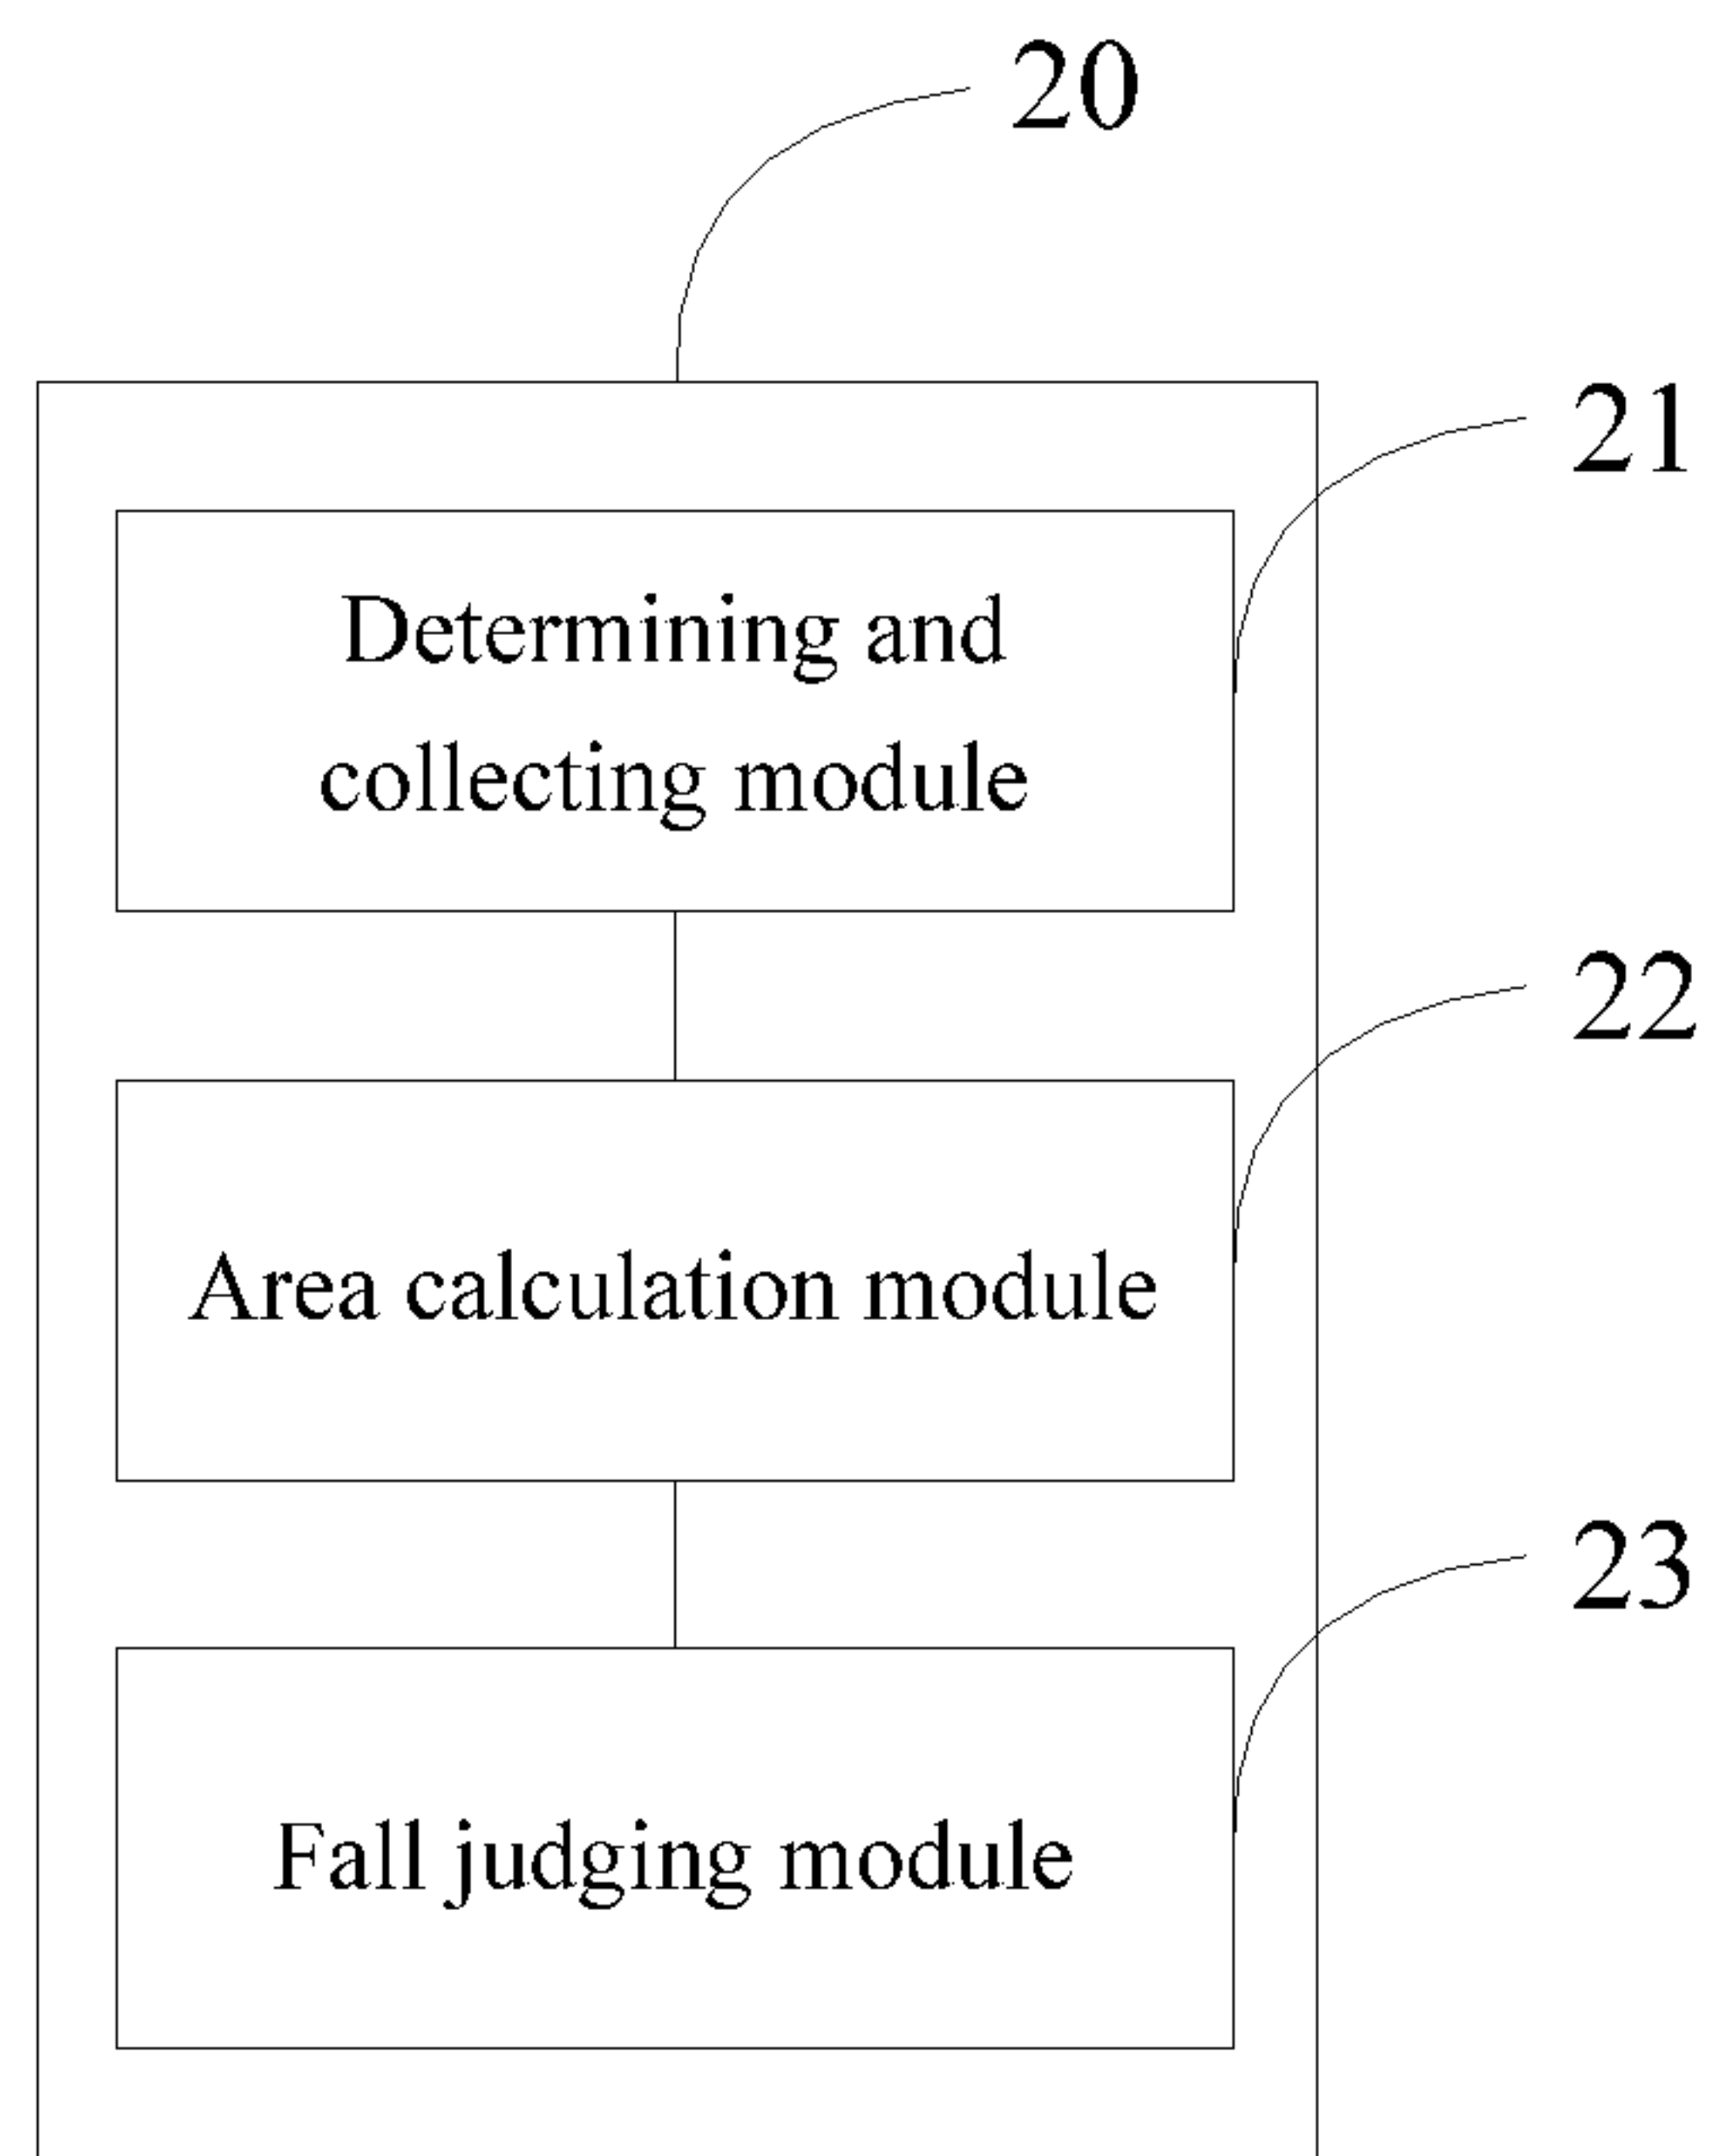 20
21
Determining and
collecting module
22
Area calculation module
23
Fall judging module